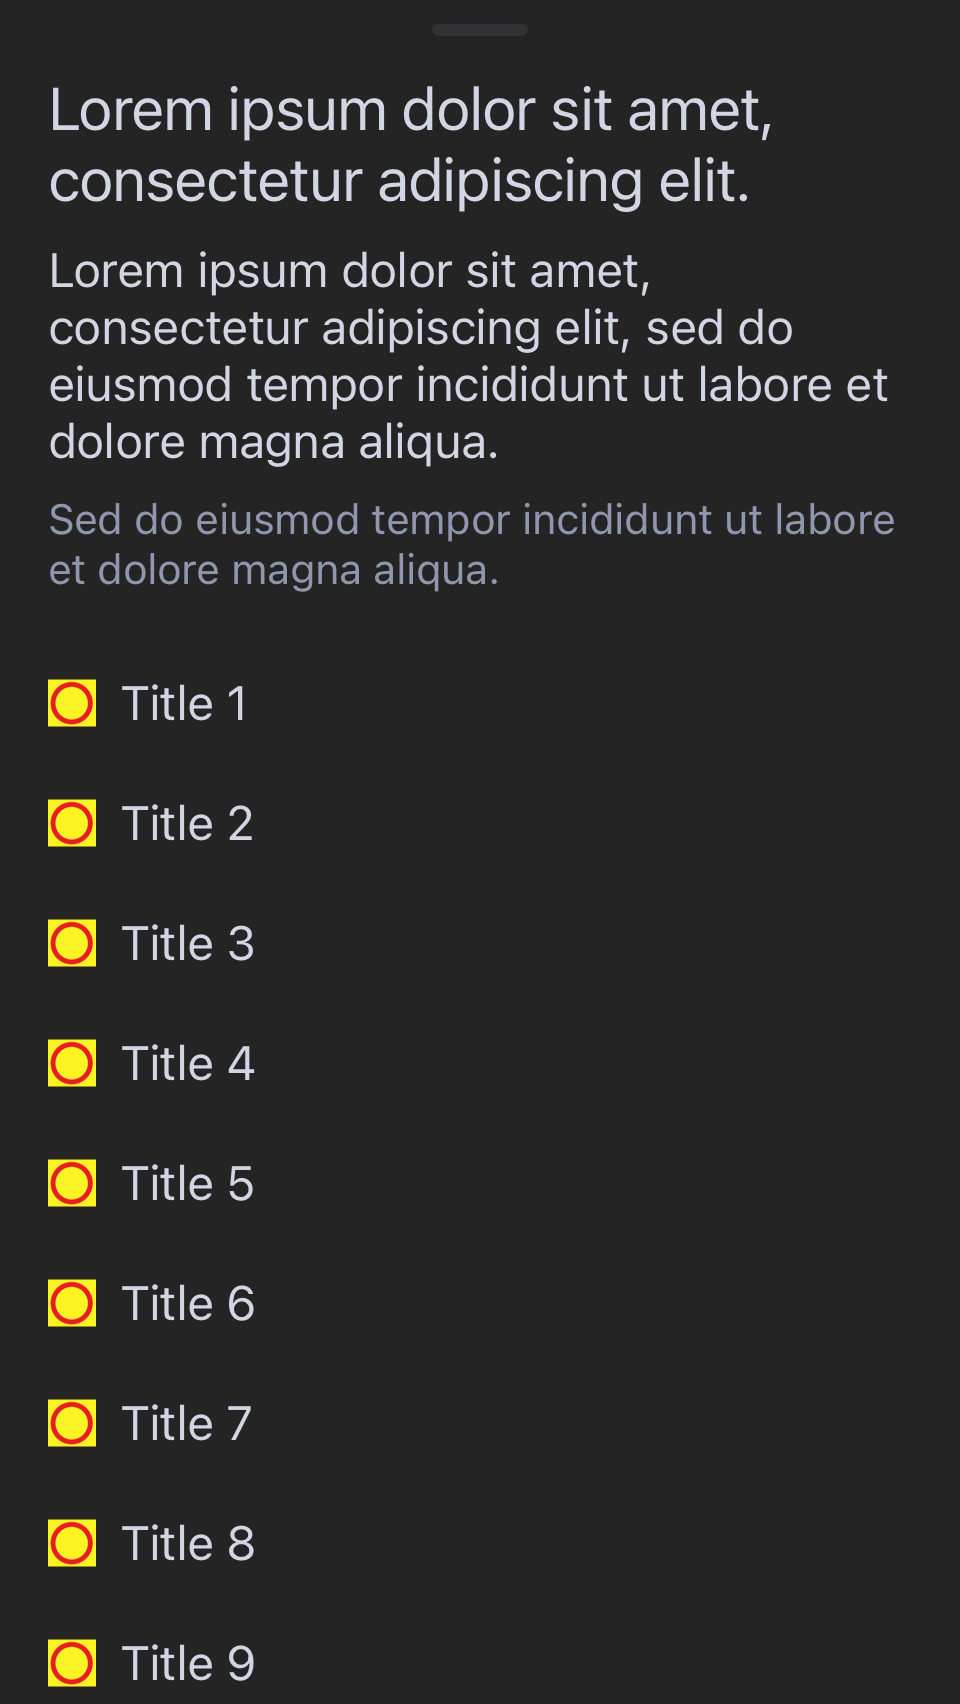 Lorem ipsum dolor sit amet,
consectetur adipiscing elit.
Lorem ipsum dolor sit amet,
consectetur adipiscing elit, sed do
eiusmod tempor incididunt ut labore et
dolore magna aliqua.
Sed do eiusmod tempor incididunt ut labore
et dolore magna aliqua.
Title 1
Title 2
Title 3
Title 4
Title 5
Title 6
Title 7
Title 8
Title 9